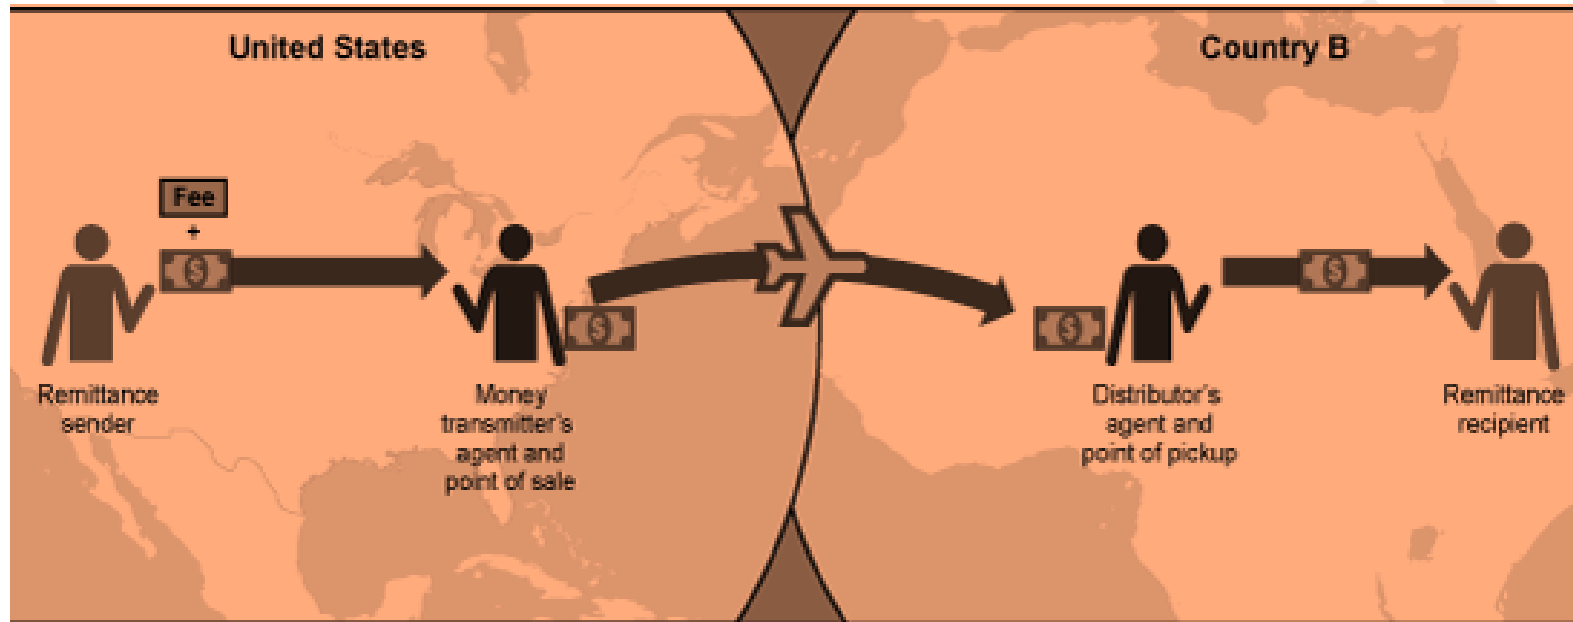 United States
Country B
Fee
+
$
$
$
$
Remittance
sender
Money
transmitter's
agent and
point of sale
Distributor's
agent and
point of pickup
Remittance
recipient